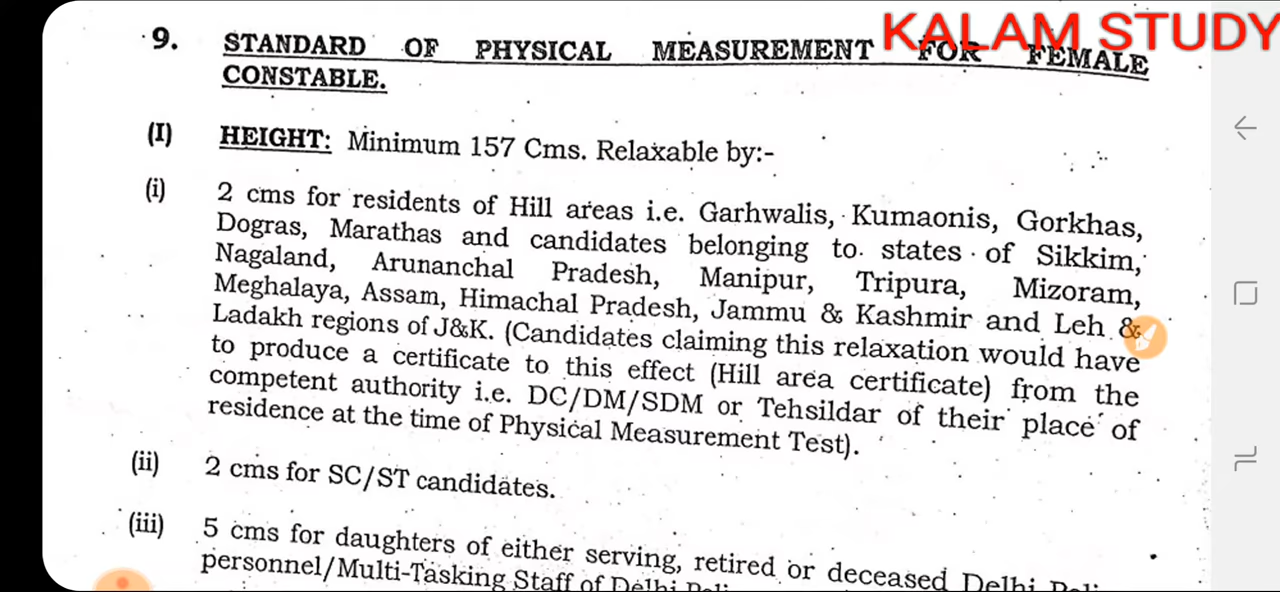 KALAM STUDY
9. STANDARD OF PHYSICAL MEASUREMENT FOR FEMALE
CONSTABLE.
(I) HEIGHT: Minimum 157 Cms. Relaxable by:-
(i) 2 cms for residents of Hill areas i.e. Garhwalis, Kumaonis, Gorkhas,
Dogras, Marathas and candidates belonging to states of Sikkim,
Nagaland, Arunanchal Pradesh, Manipur, Tripura, Mizoram,
Meghalaya, Assam, Himachal Pradesh, Jammu & Kashmir and Leh &
Ladakh regions of J&K. (Candidates claiming this relaxation would have
to produce a certificate to this effect (Hill area certificate) from the
competent authority i.e. DC/DM/SDM or Tehsildar of their place of
residence at the time of Physical Measurement Test).
(ii) 2 cms for SC/ST candidates.
(iii) 5 cms for daughters of either serving, retired or deceased Delhi
personnel/Multi-Tasking Staff of Delhi